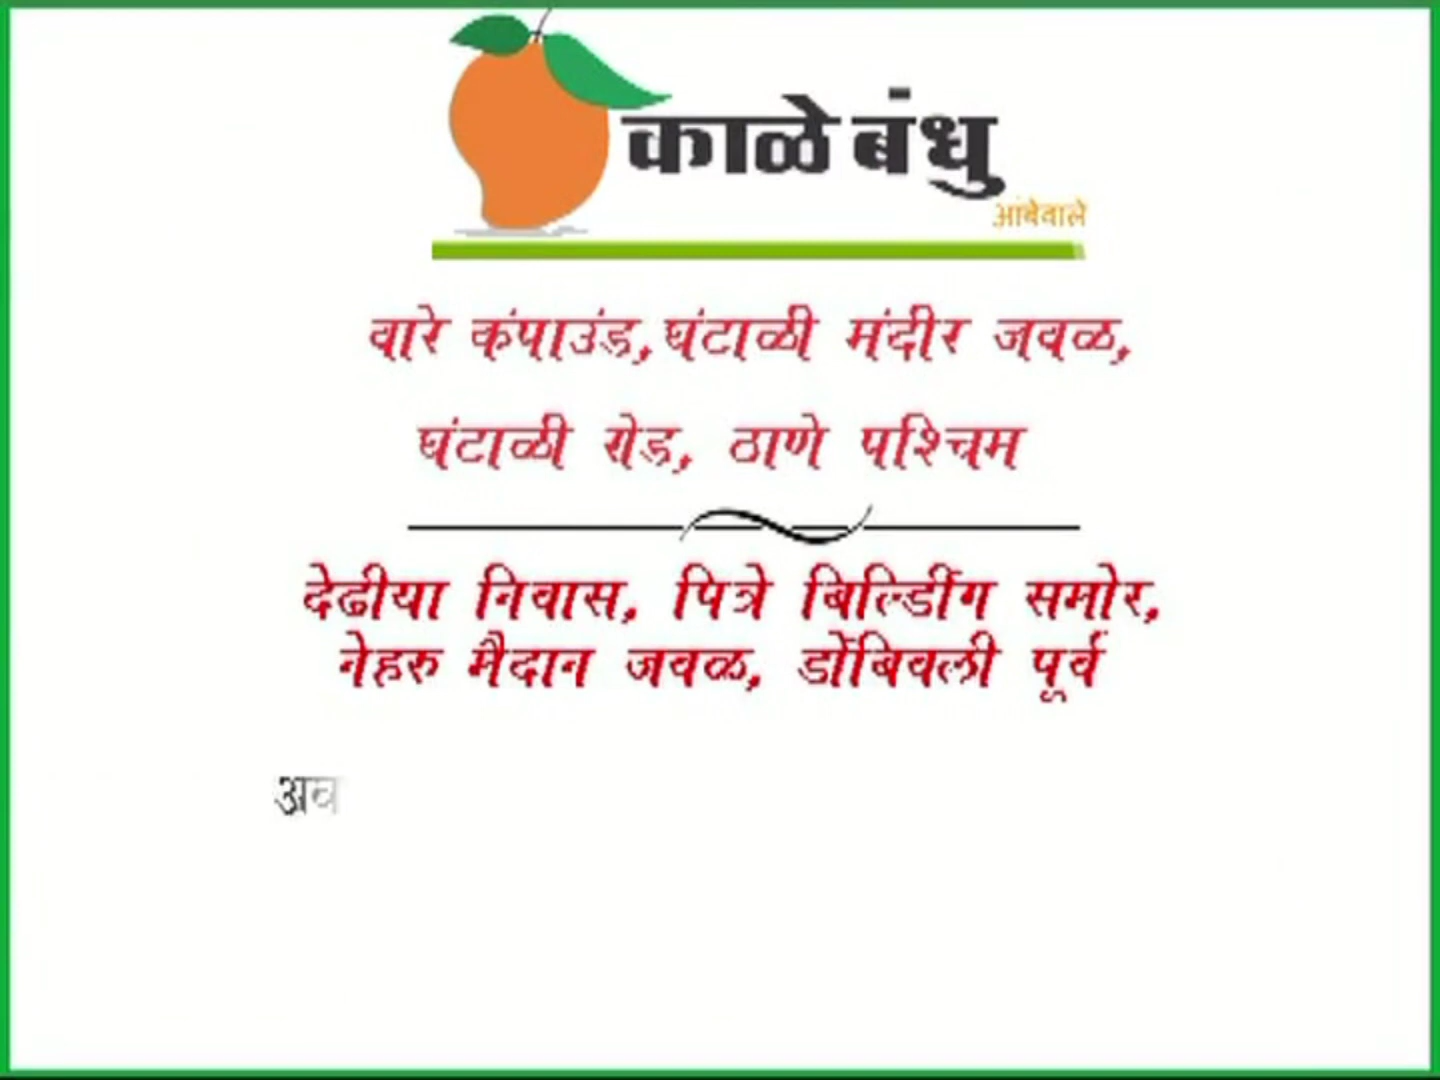 काळे बंधु
आंबेवाले
वारे कंपाउंड, घंटाळी मंदीर जवळ,
घंटाळी रोड, ठाणे पश्चिम
देढीया निवास, पित्रे बिल्डींग समोर,
नेहरु मैदान जवळ, डोंबिवली पूर्व